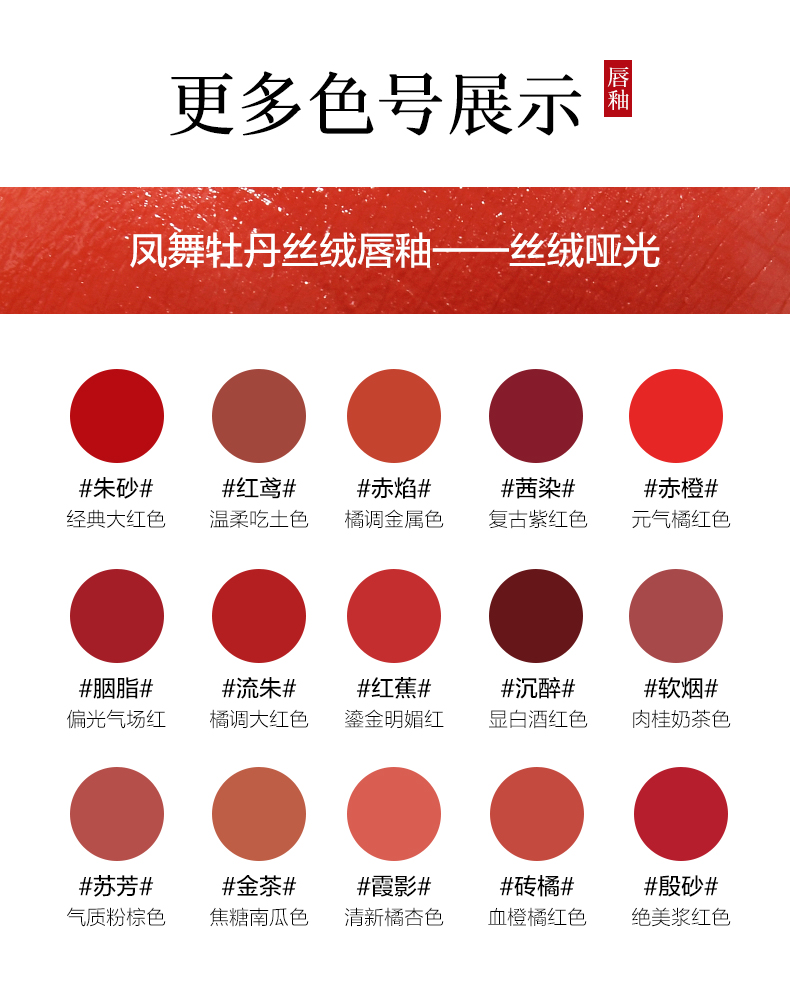 更多色号展示
唇釉
凤舞牡丹丝绒唇釉——丝绒哑光
#朱砂# #红鸢# #赤焰# #茜染# #赤橙#
经典大红色 温柔吃土色 橘调金属色 复古紫红色 元气橘红色
#胭脂# #流朱# #红蕉# #沉醉# #软烟#
偏光气场红 橘调大红色 鎏金明媚红 显白酒红色 肉桂奶茶色
#苏芳# #金茶# #霞影# #砖橘# #殷砂#
气质粉棕色 焦糖南瓜色 清新橘杏色 血橙橘红色 绝美浆红色